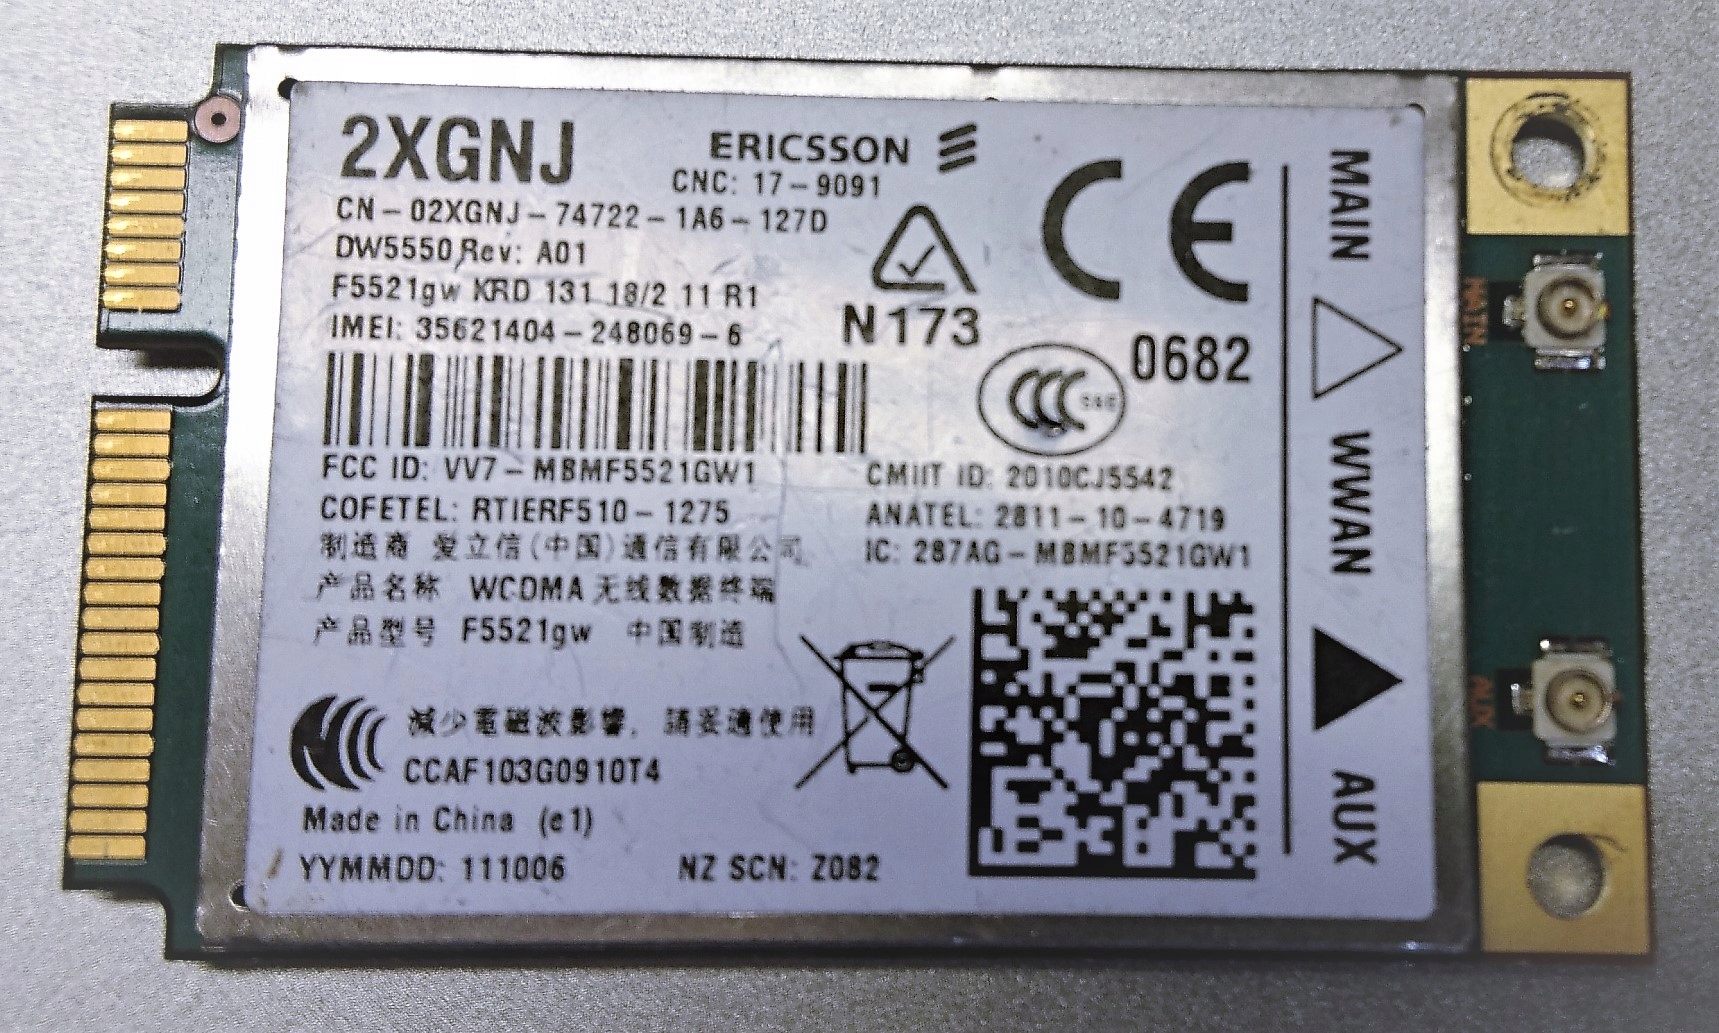 2XGNJ
ERICSSON
CNC: 17-9091
CN-02XGNJ-74722-1A6-127D
DW5550 Rev: A01
F5521gw KRD 131 18/2 11 R1
IMEI: 35621404-248069-6
N173
CE
0682
CCC S&E
FCC ID: VV7-MBMF5521GW1
CMIIT ID: 2010CJ5542
COFETEL: RTIERF510-1275
ANATEL: 2811-10-4719
制造商 爱立信(中国)通信有限公司
IC: 287AG-MBMF5521GW1
产品名称 WCDMA 无线数据终端
产品型号 F5521gw 中国制造
減少電磁波影響, 請妥適使用
CCAF103G0910T4
Made in China (e1)
YYMMDD: 111006
NZ SCN: Z082
MAIN
WWAN
AUX
MAIN
AUX